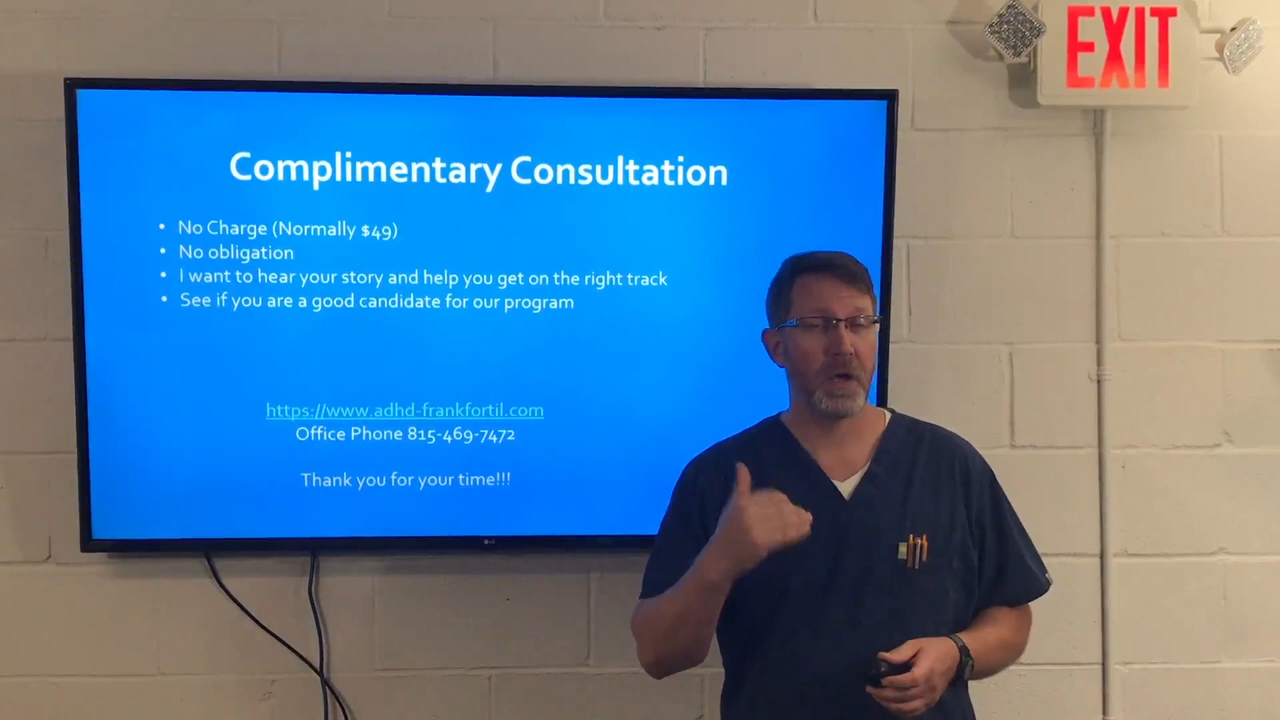 EXIT
Complimentary Consultation
• No Charge (Normally $49)
• No obligation
• I want to hear your story and help you get on the right track
• See if you are a good candidate for our program
https://www.adhd-frankfortil.com
Office Phone 815-469-7472
Thank you for your time!!!
LG